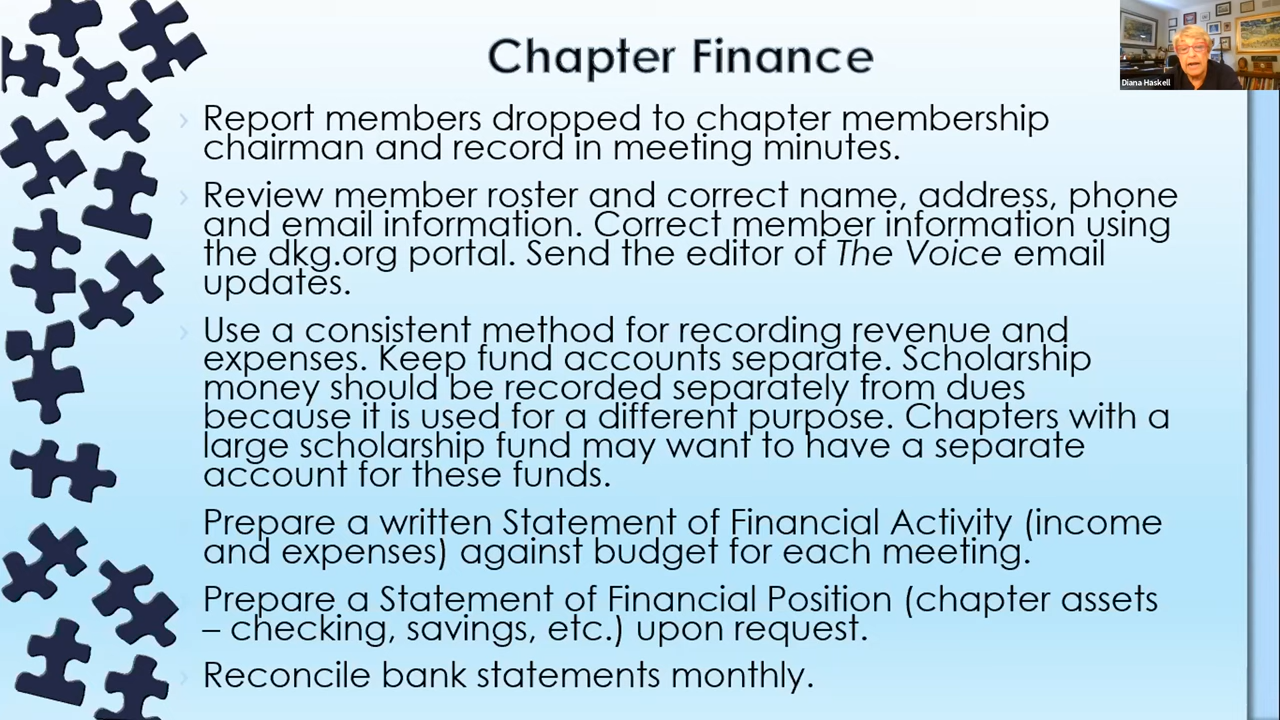 Chapter Finance
Diana Haskell
Report members dropped to chapter membership
chairman and record in meeting minutes.
Review member roster and correct name, address, phone
and email information. Correct member information using
the dkg.org portal. Send the editor of The Voice email
updates.
Use a consistent method for recording revenue and
expenses. Keep fund accounts separate. Scholarship
money should be recorded separately from dues
because it is used for a different purpose. Chapters with a
large scholarship fund may want to have a separate
account for these funds.
Prepare a written Statement of Financial Activity (income
and expenses) against budget for each meeting.
Prepare a Statement of Financial Position (chapter assets
– checking, savings, etc.) upon request.
Reconcile bank statements monthly.